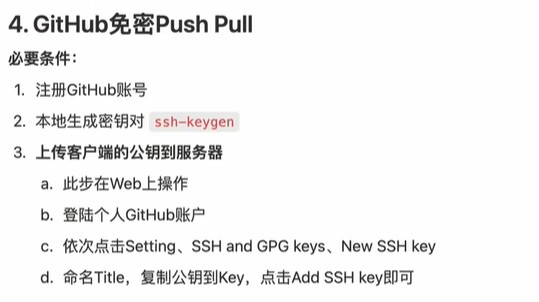 4. GitHub免密Push Pull
必要条件：
1. 注册GitHub账号
2. 本地生成密钥对 ssh-keygen
3. 上传客户端的公钥到服务器
a. 此步在Web上操作
b. 登陆个人GitHub账户
c. 依次点击Setting、SSH and GPG keys、New SSH key
d. 命名Title，复制公钥到Key，点击Add SSH key即可